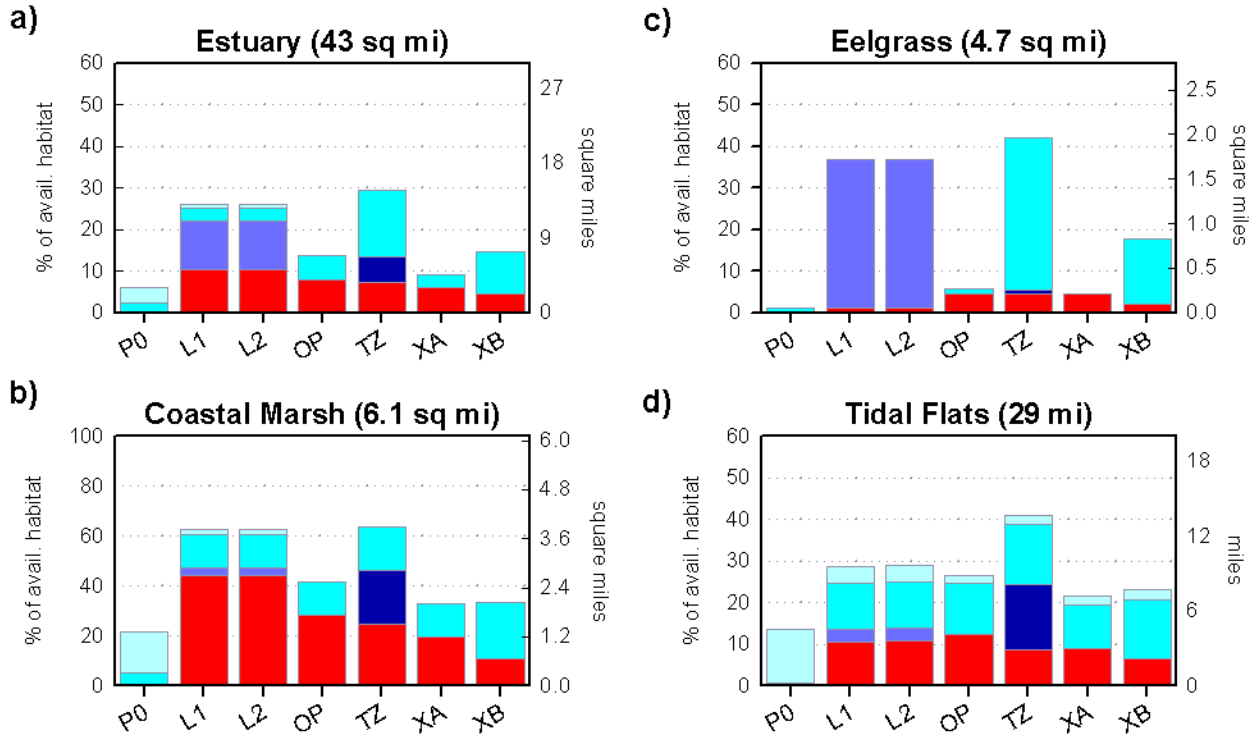 a)
Estuary (43 sq mi)
% of avail. habitat
60
50
40
30
20
10
0
27
18
9
0
square miles
P0 L1 L2 OP TZ XA XB
c)
Eelgrass (4.7 sq mi)
% of avail. habitat
60
50
40
30
20
10
0
2.5
2.0
1.5
1.0
0.5
0.0
square miles
P0 L1 L2 OP TZ XA XB
b)
Coastal Marsh (6.1 sq mi)
% of avail. habitat
100
80
60
40
20
0
6.0
4.8
3.6
2.4
1.2
0.0
square miles
P0 L1 L2 OP TZ XA XB
d)
Tidal Flats (29 mi)
% of avail. habitat
60
50
40
30
20
10
0
18
12
6
0
miles
P0 L1 L2 OP TZ XA XB